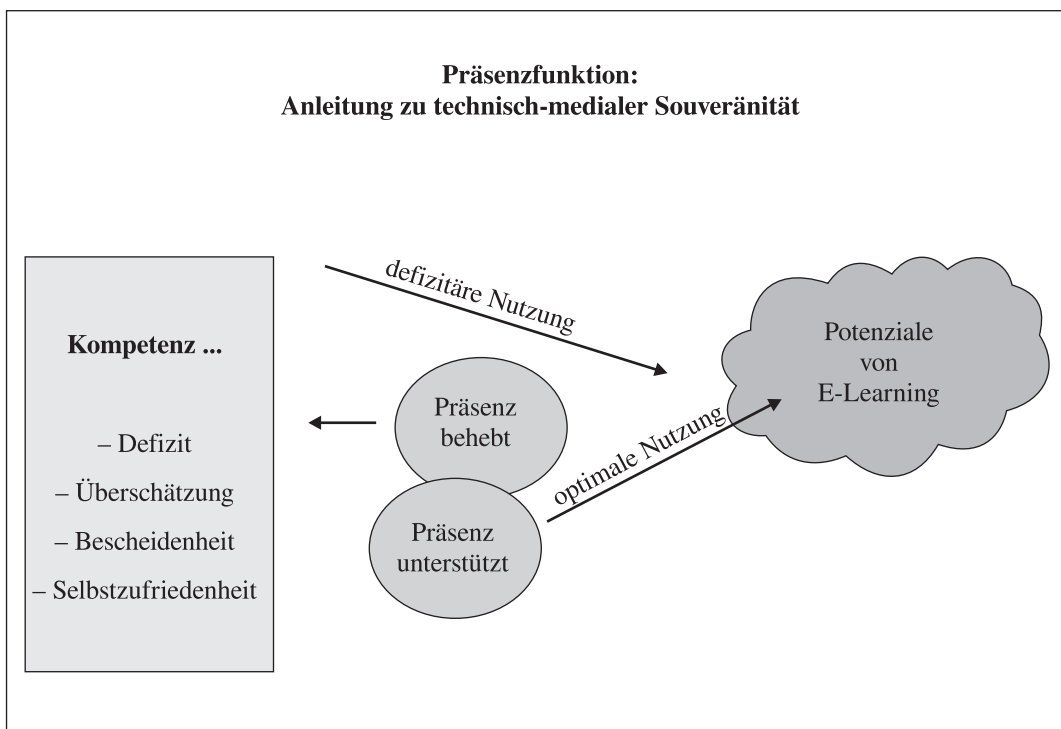 Präsenzfunktion:
Anleitung zu technisch-medialer Souveränität
defizitäre Nutzung
Kompetenz ...
– Defizit
– Überschätzung
– Bescheidenheit
– Selbstzufriedenheit
Präsenz
behebt
Präsenz
unterstützt
optimale Nutzung
Potenziale
von
E-Learning